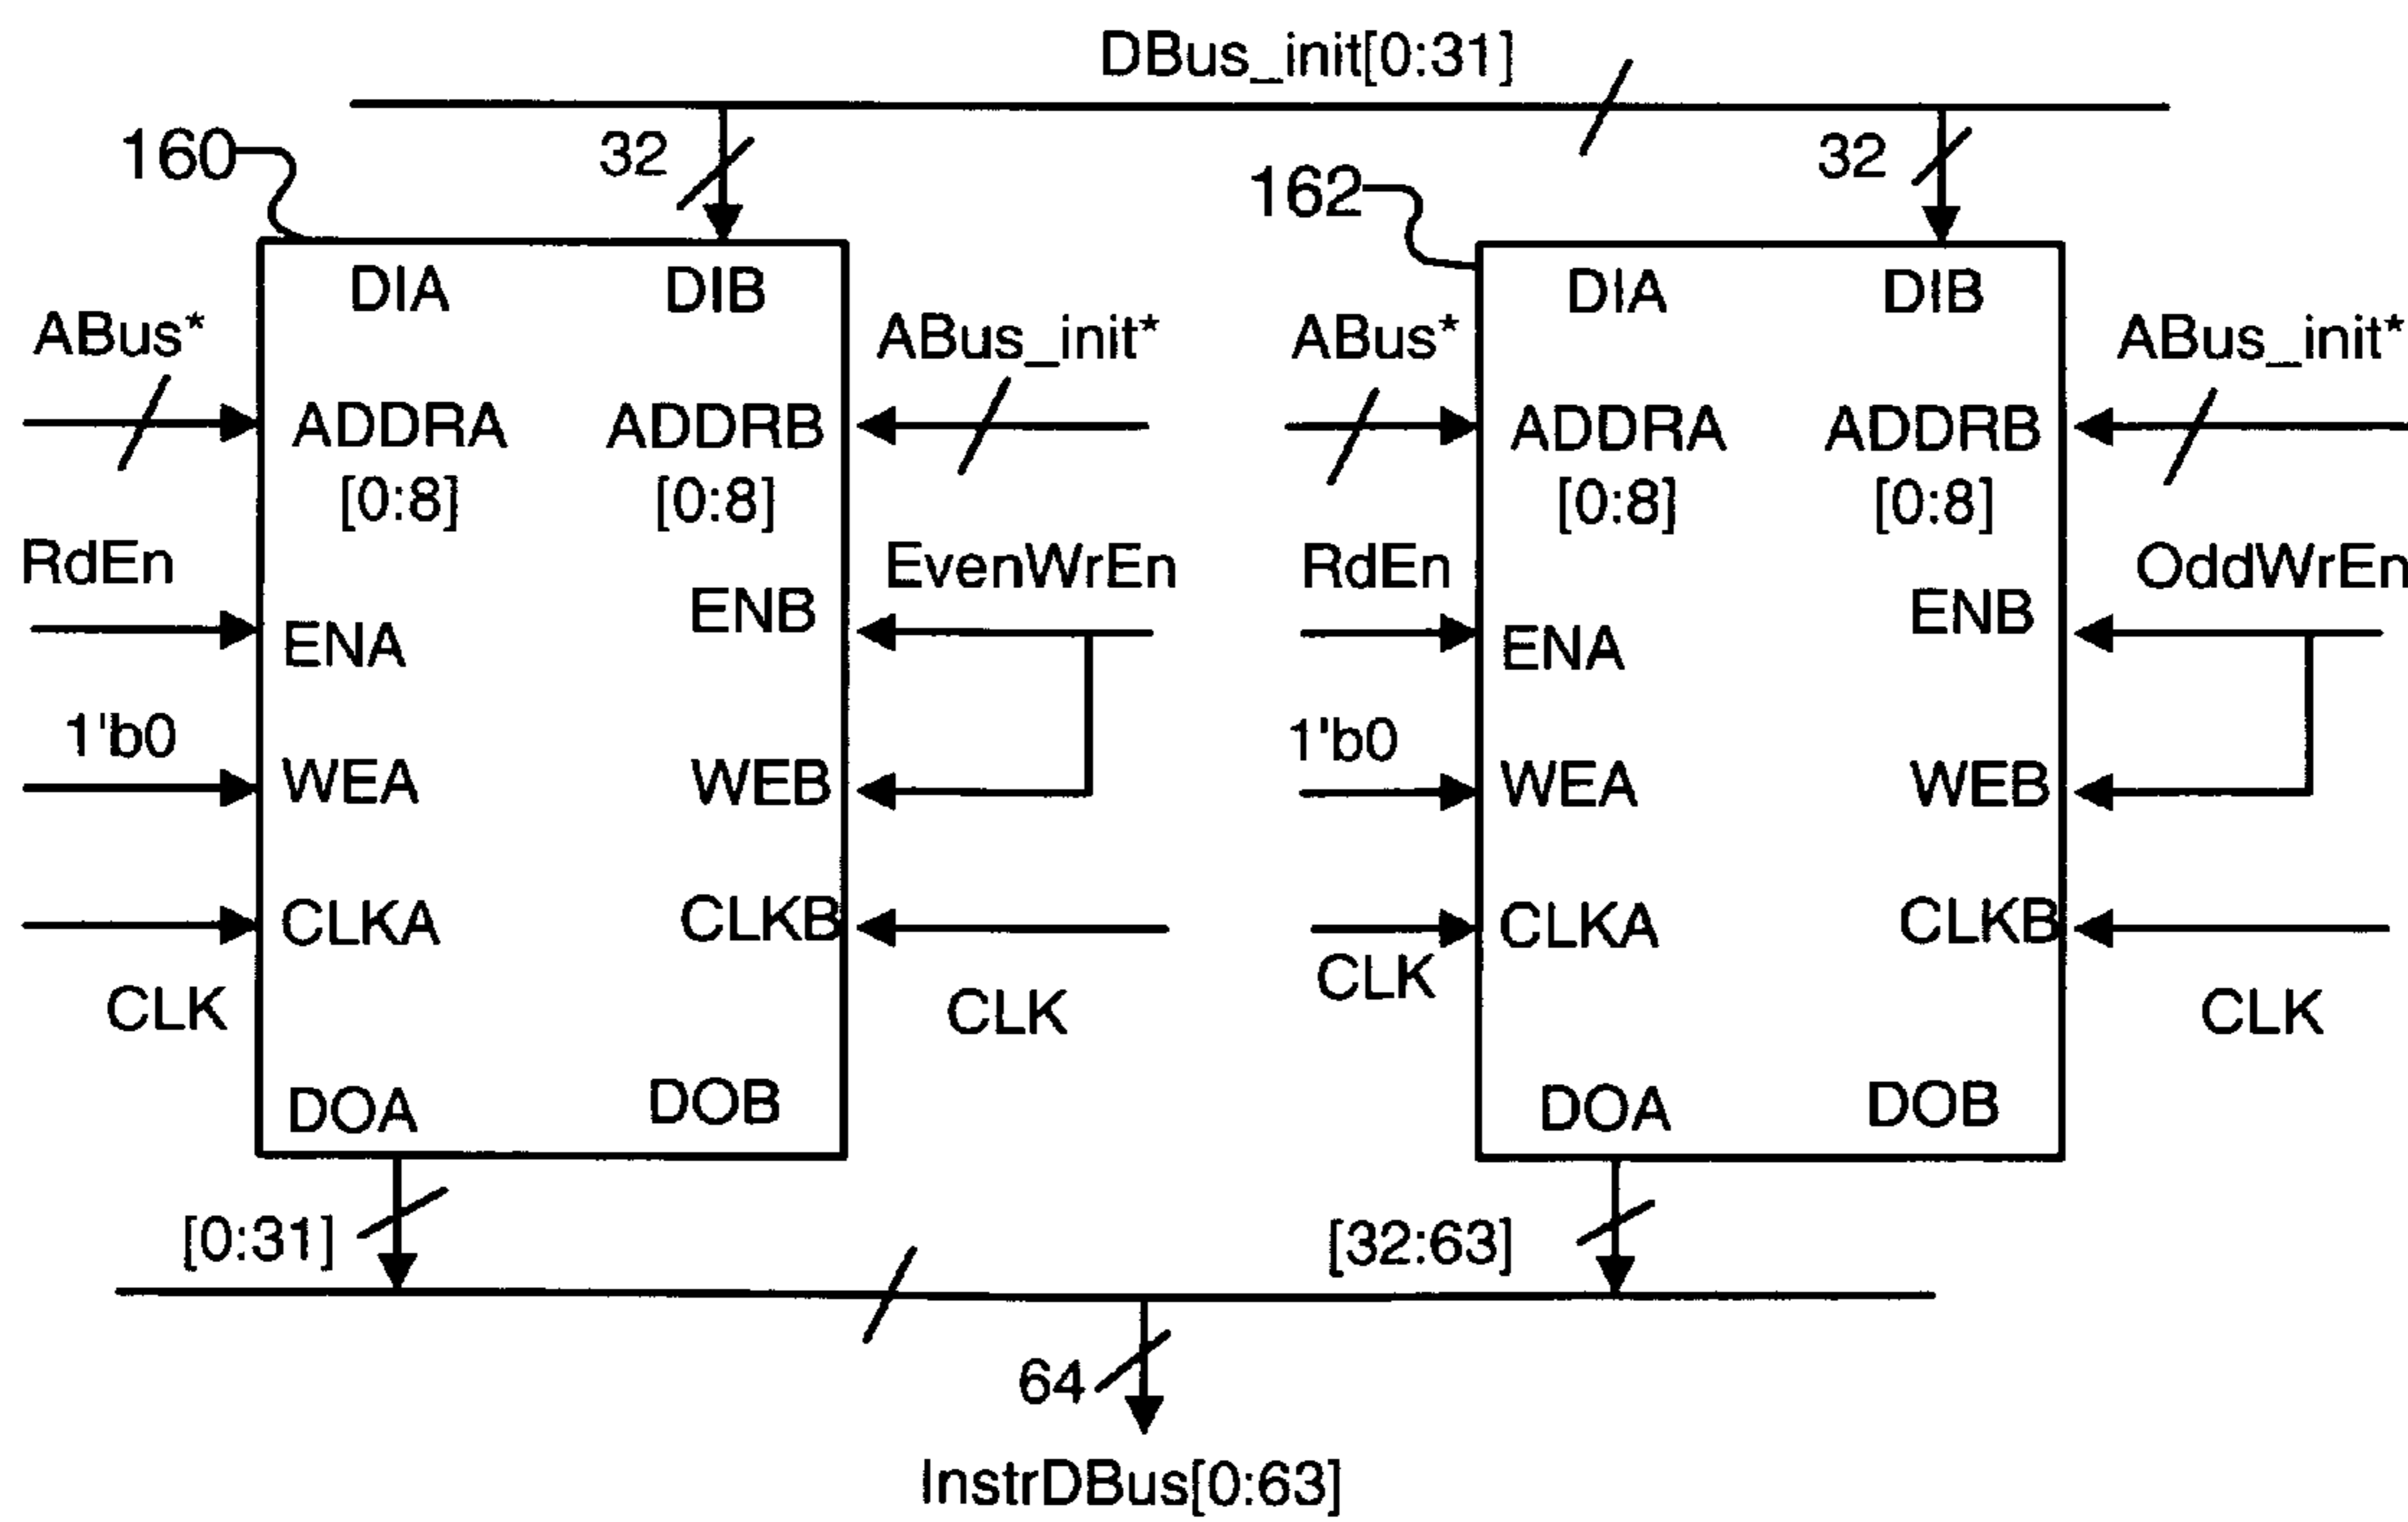 DBus_init[0:31]
160
32
162
32
DIA DIB
DIA DIB
ABus*
ABus_init*
ABus*
ABus_init*
ADDRA ADDRB
ADDRA ADDRB
[0:8] [0:8]
[0:8] [0:8]
RdEn
EvenWrEn
RdEn
OddWrEn
ENB
ENB
ENA
ENA
1'b0
1'b0
WEA WEB
WEA WEB
CLKA CLKB
CLKA CLKB
CLK
CLK
CLK
CLK
DOA DOB
DOA DOB
[0:31]
[32:63]
64
InstrDBus[0:63]